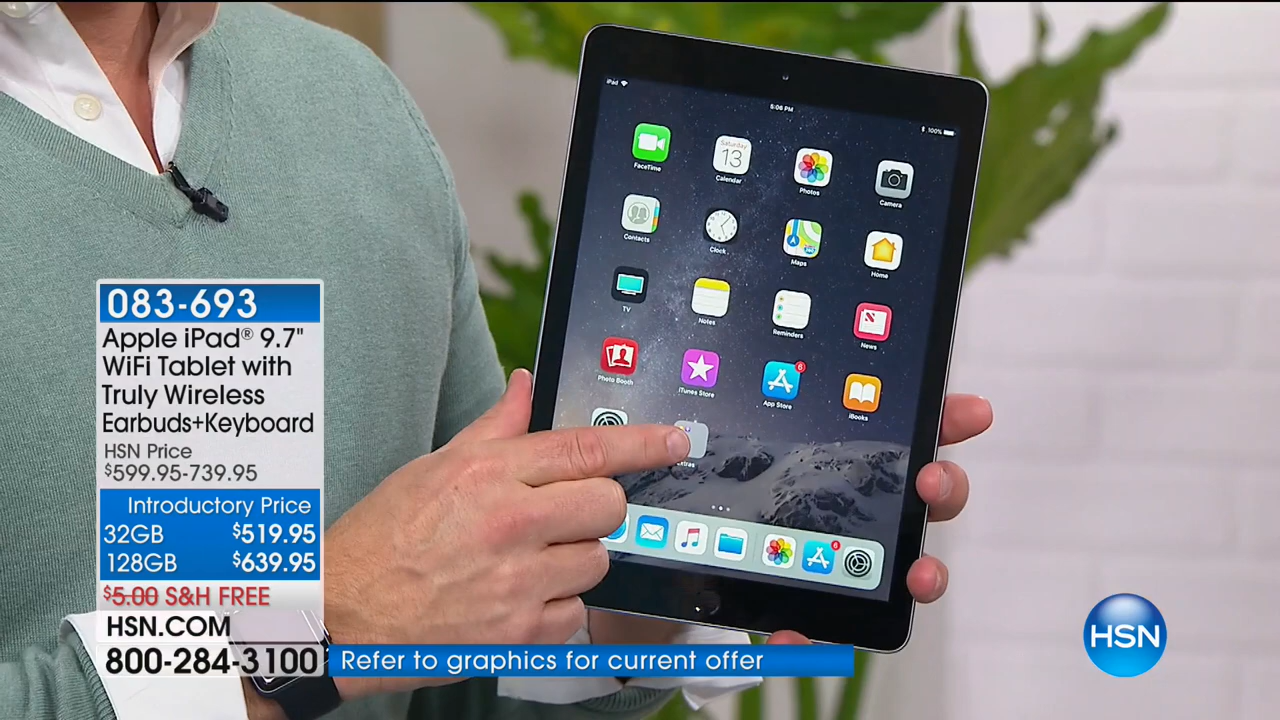 iPad
5:06 PM
100%
FaceTime
Saturday
13
Calendar
Photos
Camera
Contacts
Clock
Maps
Home
TV
Notes
Reminders
News
Photo Booth
iTunes Store
6
App Store
iBooks
6
083-693
Apple iPad® 9.7"
WiFi Tablet with
Truly Wireless
Earbuds+Keyboard
HSN Price
$599.95-739.95
Introductory Price
32GB $519.95
128GB $639.95
$5.00 S&H FREE
HSN.COM
800-284-3100
Refer to graphics for current offer
HSN